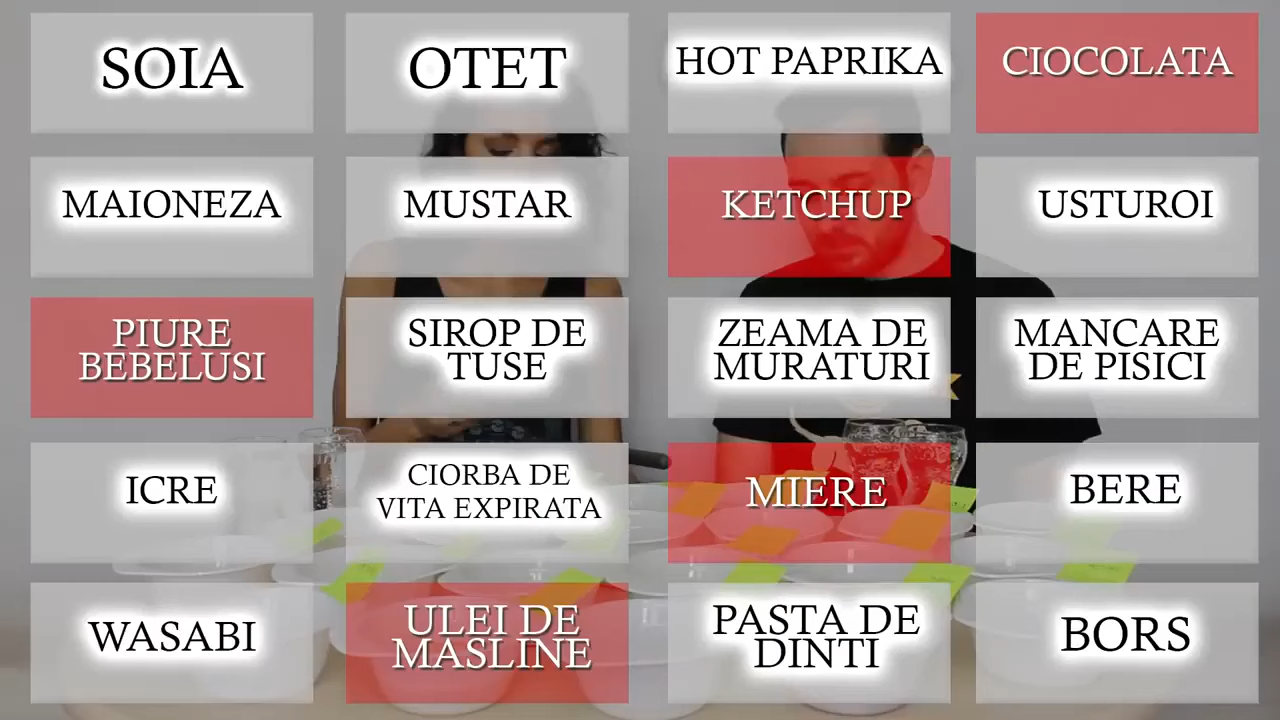 SOIA
OTET
HOT PAPRIKA
CIOCOLATA
MAIONEZA
MUSTAR
KETCHUP
USTUROI
PIURE
BEBELUSI
SIROP DE
TUSE
ZEAMA DE
MURATURI
MANCARE
DE PISICI
ICRE
CIORBA DE
VITA EXPIRATA
MIERE
BERE
WASABI
ULEI DE
MASLINE
PASTA DE
DINTI
BORS